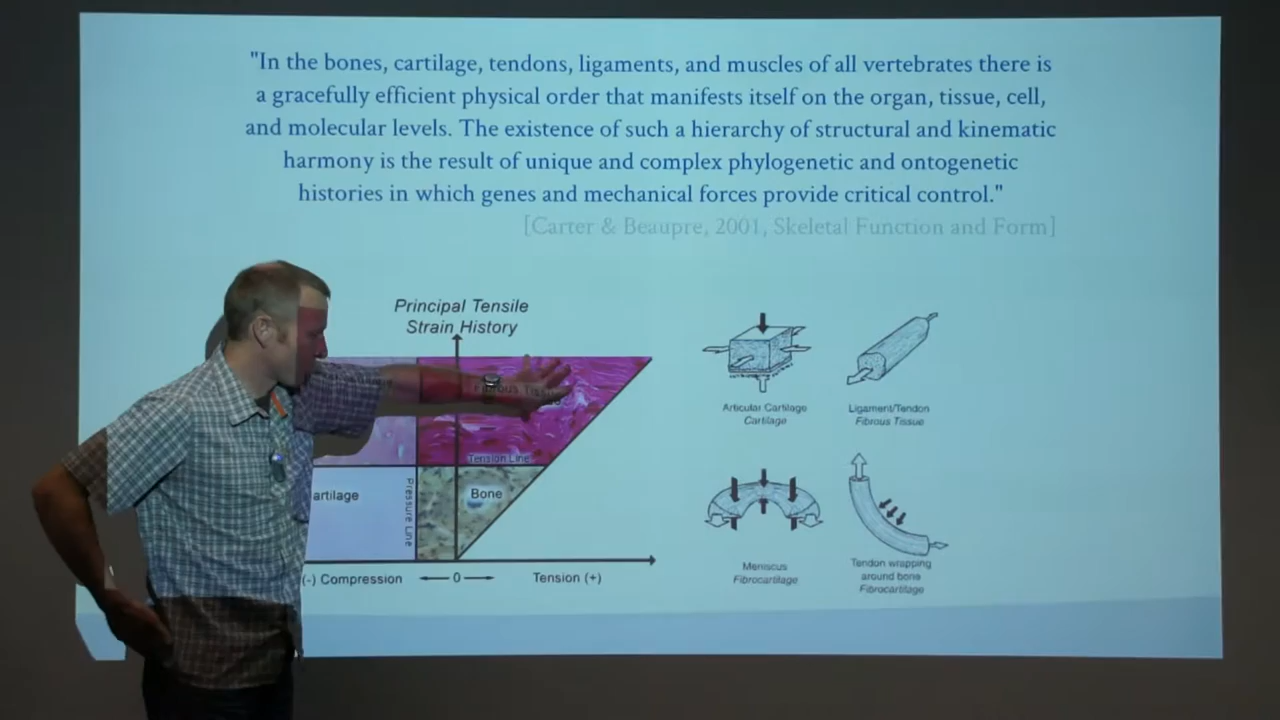 "In the bones, cartilage, tendons, ligaments, and muscles of all vertebrates there is
a gracefully efficient physical order that manifests itself on the organ, tissue, cell,
and molecular levels. The existence of such a hierarchy of structural and kinematic
harmony is the result of unique and complex phylogenetic and ontogenetic
histories in which genes and mechanical forces provide critical control."
[Carter & Beaupre, 2001, Skeletal Function and Form]
Principal Tensile
Strain History
Tension Line
artilage
Pressure Line
Bone
(-) Compression
0
Tension (+)
Articular Cartilage
Cartilage
Ligament/Tendon
Fibrous Tissue
Meniscus
Fibrocartilage
Tendon wrapping
around bone
Fibrocartilage